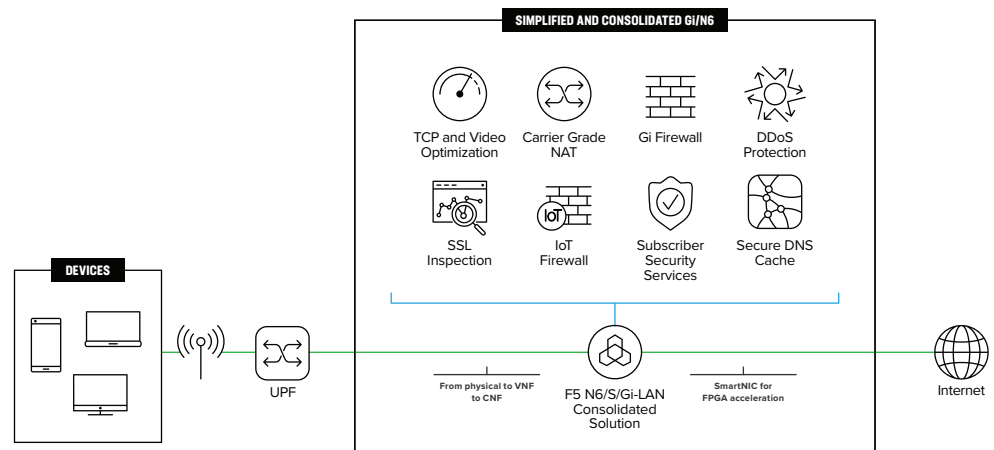 SIMPLIFIED AND CONSOLIDATED Gi/N6
TCP and Video
Optimization
Carrier Grade
NAT
Gi Firewall
DDoS
Protection
SSL
Inspection
IoT
IoT
Firewall
Subscriber
Security
Services
Secure DNS
Cache
DEVICES
UPF
From physical to VNF
to CNF
F5 N6/S/Gi-LAN
Consolidated
Solution
SmartNIC for
FPGA acceleration
Internet